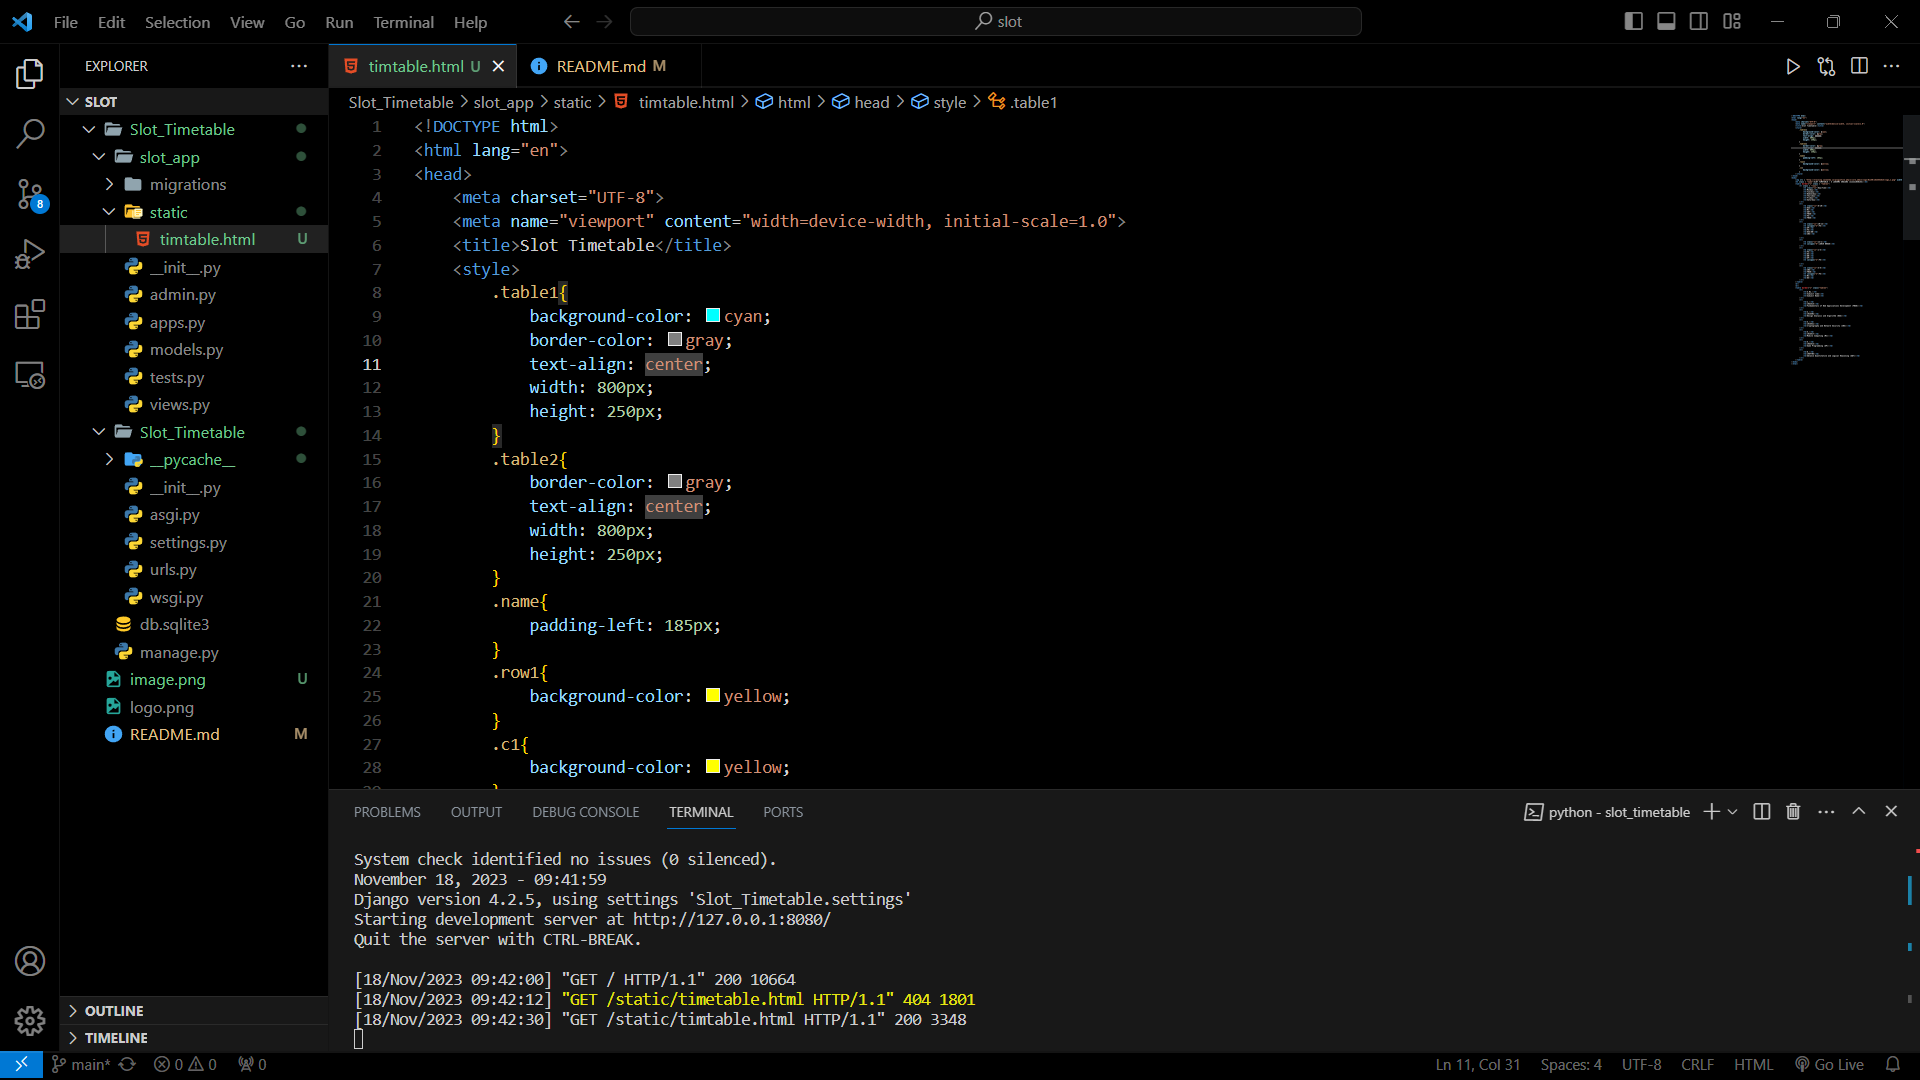 File Edit Selection View Go Run Terminal Help
slot
EXPLORER
SLOT
Slot_Timetable
slot_app
migrations
static
timtable.html U
__init__.py
admin.py
apps.py
models.py
tests.py
views.py
Slot_Timetable
__pycache__
__init__.py
asgi.py
settings.py
urls.py
wsgi.py
db.sqlite3
manage.py
image.png U
logo.png
README.md M
OUTLINE
TIMELINE
8
timtable.html U
README.md M
Slot_Timetable > slot_app > static > timtable.html > html > head > style > .table1
1 <!DOCTYPE html>
2 <html lang="en">
3 <head>
4 <meta charset="UTF-8">
5 <meta name="viewport" content="width=device-width, initial-scale=1.0">
6 <title>Slot Timetable</title>
7 <style>
8 .table1{
9 background-color: cyan;
10 border-color: gray;
11 text-align: center;
12 width: 800px;
13 height: 250px;
14 }
15 .table2{
16 border-color: gray;
17 text-align: center;
18 width: 800px;
19 height: 250px;
20 }
21 .name{
22 padding-left: 185px;
23 }
24 .row1{
25 background-color: yellow;
26 }
27 .c1{
28 background-color: yellow;
PROBLEMS OUTPUT DEBUG CONSOLE TERMINAL PORTS
python - slot_timetable
System check identified no issues (0 silenced).
November 18, 2023 - 09:41:59
Django version 4.2.5, using settings 'Slot_Timetable.settings'
Starting development server at http://127.0.0.1:8080/
Quit the server with CTRL-BREAK.
[18/Nov/2023 09:42:00] "GET / HTTP/1.1" 200 10664
[18/Nov/2023 09:42:12] "GET /static/timetable.html HTTP/1.1" 404 1801
[18/Nov/2023 09:42:30] "GET /static/timtable.html HTTP/1.1" 200 3348
main* 0 0 0
Ln 11, Col 31 Spaces: 4 UTF-8 CRLF HTML Go Live